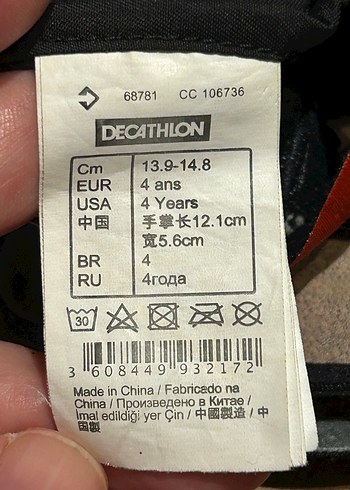 68781 CC 106736
DECATHLON
Cm 13.9-14.8
EUR 4 ans
USA 4 Years
中国 手掌长12.1cm
宽5.6cm
BR 4
RU 4года
30
3 608449 932172
Made in China / Fabricado na
China / Произведено в Китае /
Imal edildiği yer Çin / 中國製造 / 中
国製